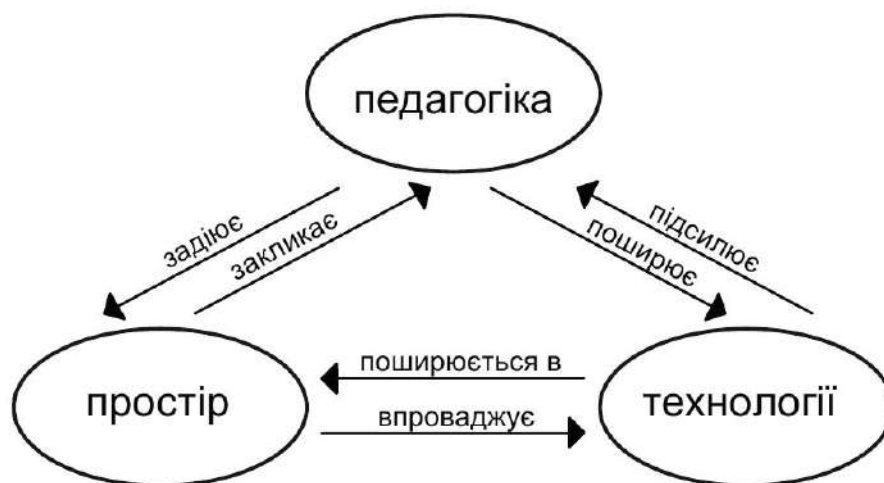 педагогіка
задіює
закликає
поширює
підсилює
поширюється в
простір
технології
впроваджує